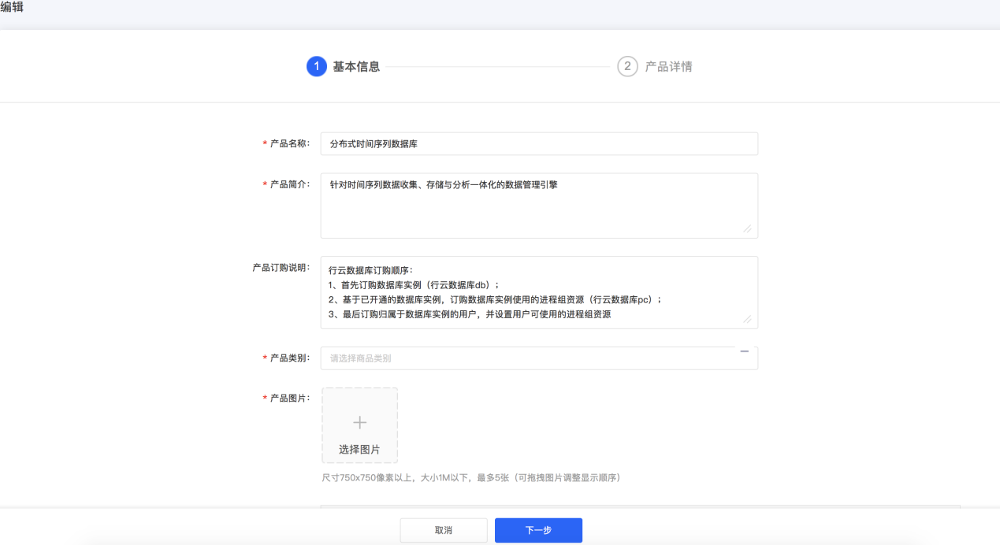 编辑
1 基本信息 2 产品详情
* 产品名称： 分布式时间序列数据库
* 产品简介： 针对时间序列数据收集、存储与分析一体化的数据管理引擎
产品订购说明： 行云数据库订购顺序：
1、首先订购数据库实例（行云数据库db）；
2、基于已开通的数据库实例，订购数据库实例使用的进程组资源（行云数据库pc）；
3、最后订购归属于数据库实例的用户，并设置用户可使用的进程组资源
* 产品类别： 请选择商品类别
* 产品图片：
选择图片
尺寸750x750像素以上，大小1M以下，最多5张（可拖拽图片调整显示顺序）
取消 下一步